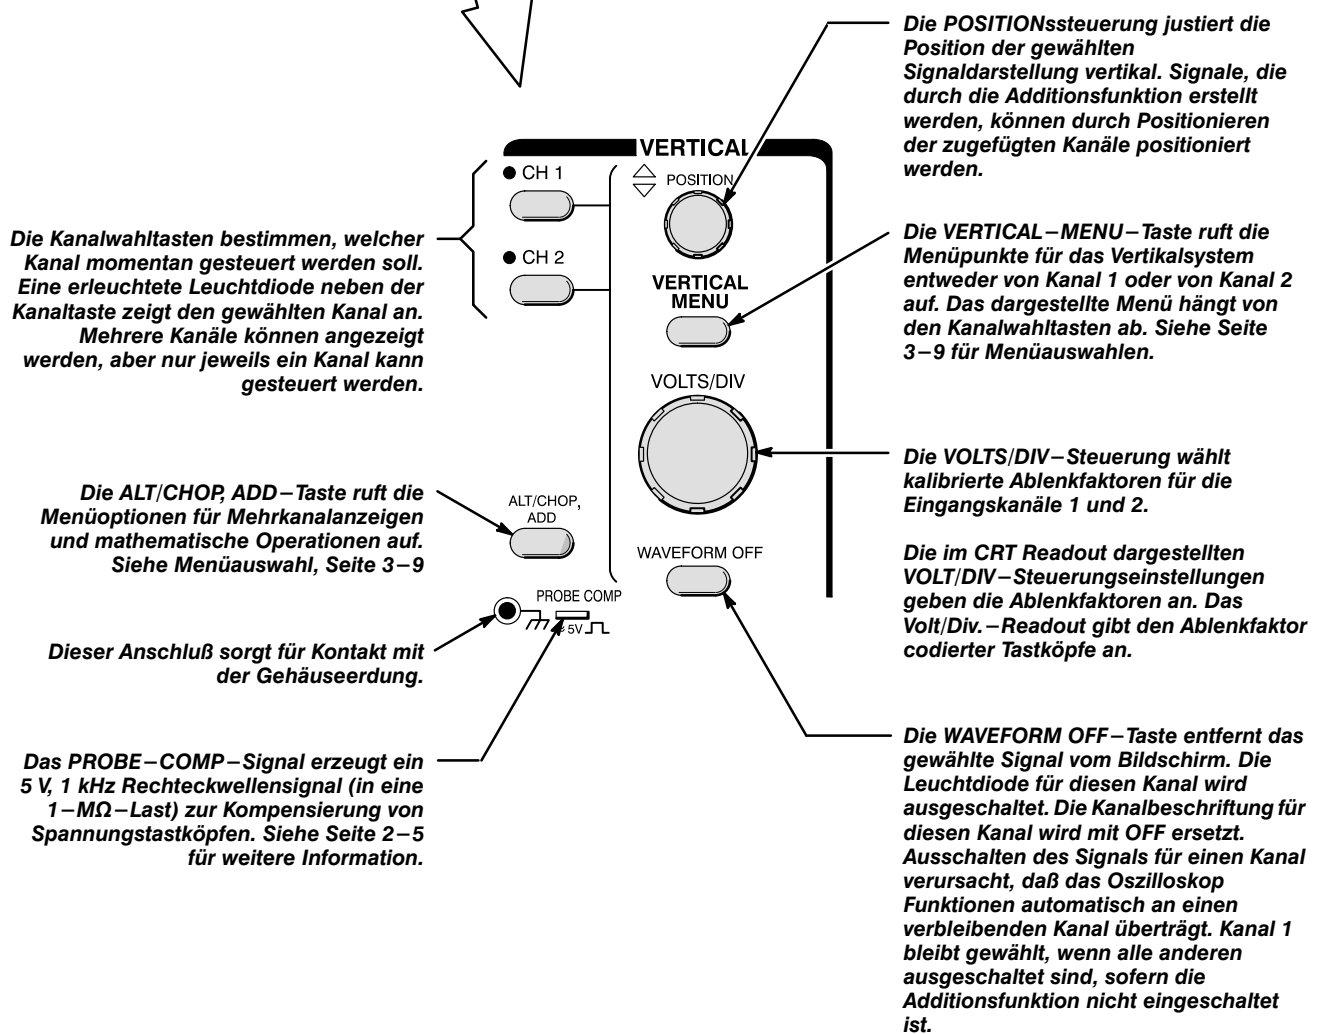 Die POSITIONssteuerung justiert die
Position der gewählten
Signaldarstellung vertikal. Signale, die
durch die Additionsfunktion erstellt
werden, können durch Positionieren
der zugefügten Kanäle positioniert
werden.
VERTICAL
CH 1
POSITION
CH 2
VERTICAL
MENU
VOLTS/DIV
ALT/CHOP,
ADD
WAVEFORM OFF
PROBE COMP
≈ 5V
Die Kanalwahltasten bestimmen, welcher
Kanal momentan gesteuert werden soll.
Eine erleuchtete Leuchtdiode neben der
Kanaltaste zeigt den gewählten Kanal an.
Mehrere Kanäle können angezeigt
werden, aber nur jeweils ein Kanal kann
gesteuert werden.
Die VERTICAL–MENU–Taste ruft die
Menüpunkte für das Vertikalsystem
entweder von Kanal 1 oder von Kanal 2
auf. Das dargestellte Menü hängt von
den Kanalwahltasten ab. Siehe Seite
3–9 für Menüauswahlen.
Die ALT/CHOP, ADD–Taste ruft die
Menüoptionen für Mehrkanalanzeigen
und mathematische Operationen auf.
Siehe Menüauswahl, Seite 3–9
Die VOLTS/DIV–Steuerung wählt
kalibrierte Ablenkfaktoren für die
Eingangskanäle 1 und 2.
Die im CRT Readout dargestellten
VOLT/DIV–Steuerungseinstellungen
geben die Ablenkfaktoren an. Das
Volt/Div.–Readout gibt den Ablenkfaktor
codierter Tastköpfe an.
Dieser Anschluß sorgt für Kontakt mit
der Gehäuseerdung.
Das PROBE–COMP–Signal erzeugt ein
5 V, 1 kHz Rechteckwellensignal (in eine
1–MΩ–Last) zur Kompensierung von
Spannungstastköpfen. Siehe Seite 2–5
für weitere Information.
Die WAVEFORM OFF–Taste entfernt das
gewählte Signal vom Bildschirm. Die
Leuchtdiode für diesen Kanal wird
ausgeschaltet. Die Kanalbeschriftung für
diesen Kanal wird mit OFF ersetzt.
Ausschalten des Signals für einen Kanal
verursacht, daß das Oszilloskop
Funktionen automatisch an einen
verbleibenden Kanal überträgt. Kanal 1
bleibt gewählt, wenn alle anderen
ausgeschaltet sind, sofern die
Additionsfunktion nicht eingeschaltet
ist.